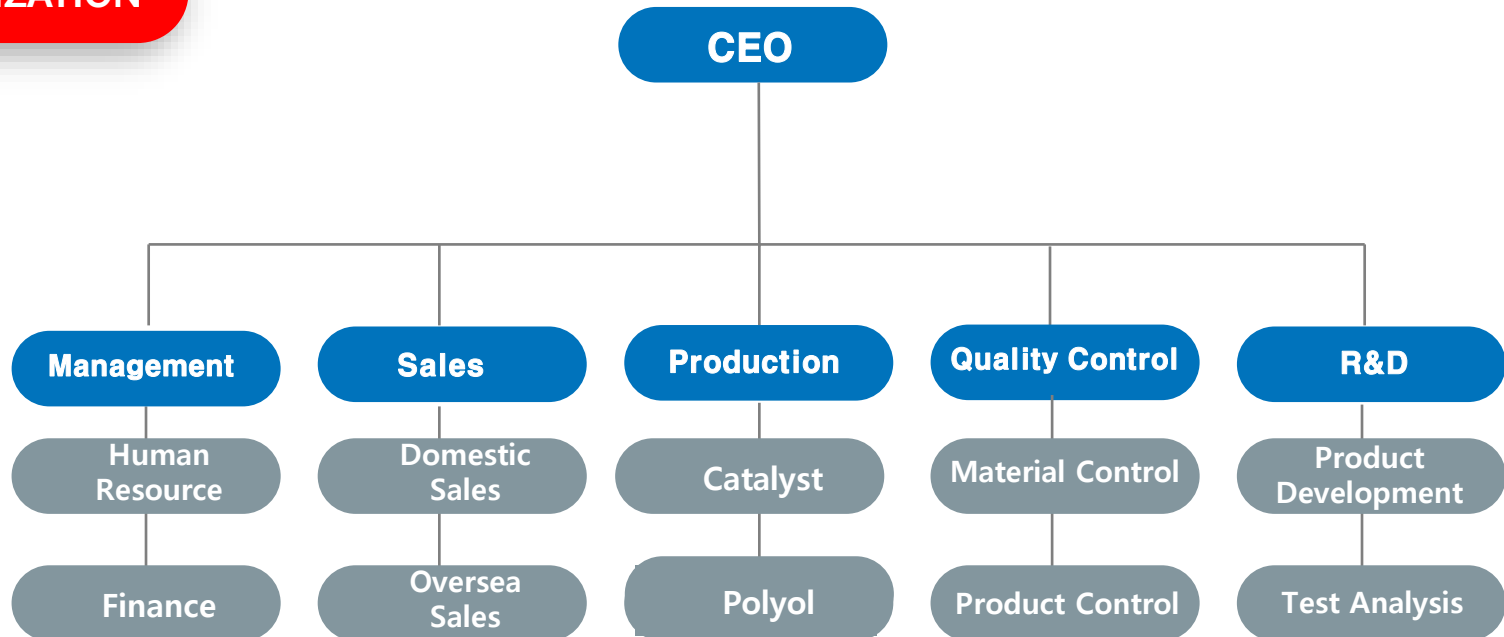 IZATION
CEO
Management
Sales
Production
Quality Control
R&D
Human
Resource
Domestic
Sales
Catalyst
Material Control
Product
Development
Finance
Oversea
Sales
Polyol
Product Control
Test Analysis